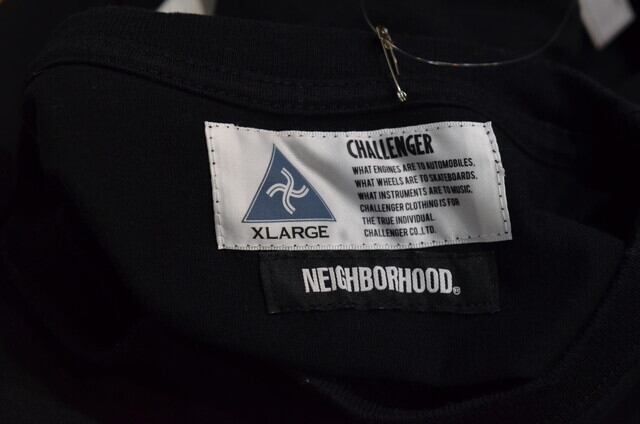 CHALLENGER
WHAT ENGINES ARE TO AUTOMOBILES.
WHAT WHEELS ARE TO SKATEBOARDS.
WHAT INSTRUMENTS ARE TO MUSIC.
CHALLENGER CLOTHING IS FOR
THE TRUE INDIVIDUAL
CHALLENGER CO.,LTD.
XLARGE
NEIGHBORHOOD®